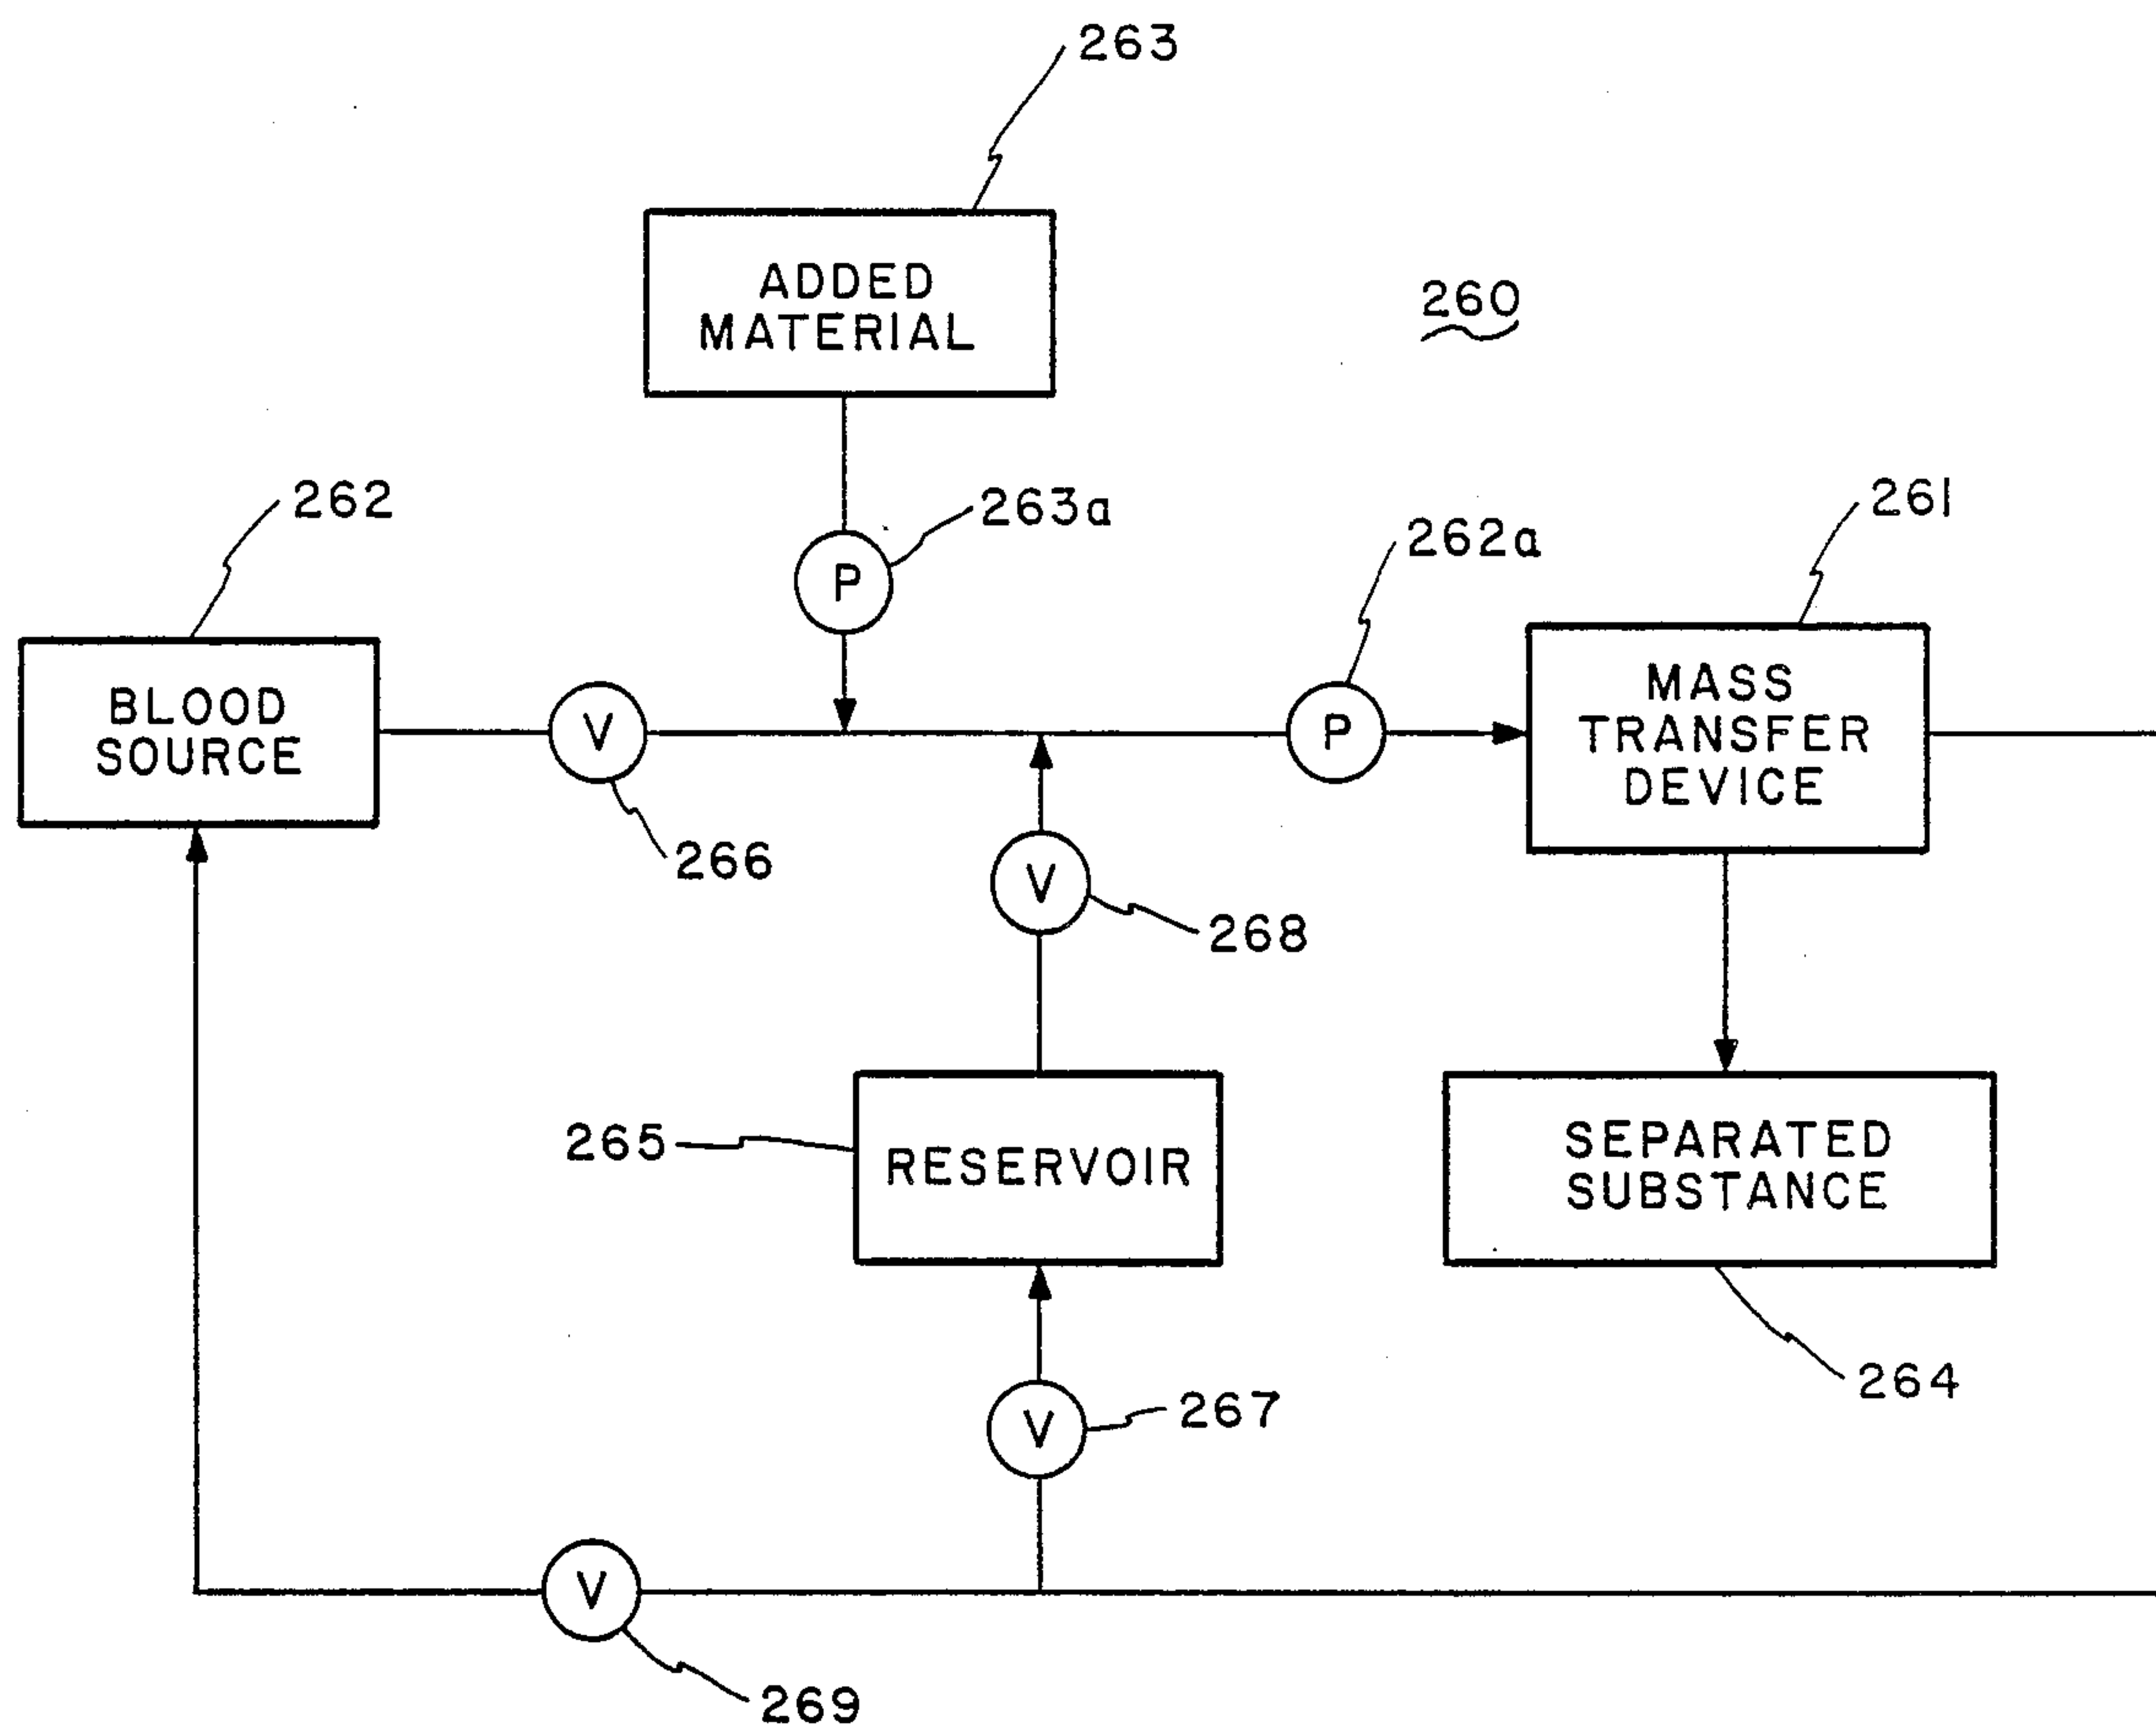 263
ADDED
MATERIAL
260
262
263a
262a
261
P
BLOOD
SOURCE
V
P
MASS
TRANSFER
DEVICE
266
V
268
265
RESERVOIR
SEPARATED
SUBSTANCE
V
267
264
V
269